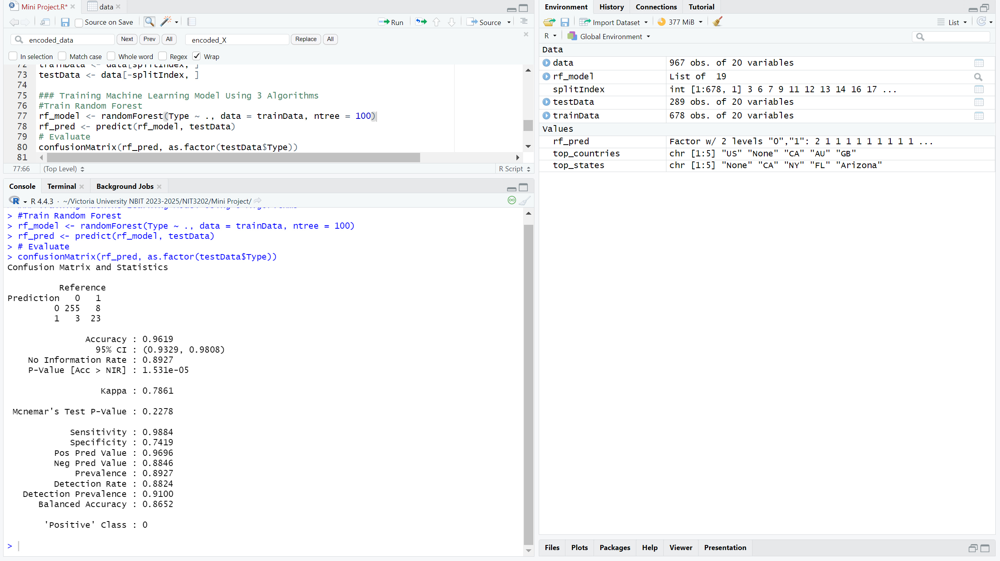 Mini Project.R*
data
Source on Save
Run
Source
encoded_data
Next
Prev
All
encoded_X
Replace
All
In selection
Match case
Whole word
Regex
Wrap
72 trainData <- data[splitIndex, ]
73 testData <- data[-splitIndex, ]
74
75 ### Training Machine Learning Model Using 3 Algorithms
76 #Train Random Forest
77 rf_model <- randomForest(Type ~ ., data = trainData, ntree = 100)
78 rf_pred <- predict(rf_model, testData)
79 # Evaluate
80 confusionMatrix(rf_pred, as.factor(testData$Type))
81
77:66 (Top Level) R Script
Console Terminal Background Jobs
R 4.4.3 · ~/Victoria University NBIT 2023-2025/NIT3202/Mini Project/
> ### Training Machine Learning Model Using 3 Algorithms
> #Train Random Forest
> rf_model <- randomForest(Type ~ ., data = trainData, ntree = 100)
> rf_pred <- predict(rf_model, testData)
> # Evaluate
> confusionMatrix(rf_pred, as.factor(testData$Type))
Confusion Matrix and Statistics
Reference
Prediction 0 1
0 255 8
1 3 23
Accuracy : 0.9619
95% CI : (0.9329, 0.9808)
No Information Rate : 0.8927
P-Value [Acc > NIR] : 1.531e-05
Kappa : 0.7861
Mcnemar's Test P-Value : 0.2278
Sensitivity : 0.9884
Specificity : 0.7419
Pos Pred Value : 0.9696
Neg Pred Value : 0.8846
Prevalence : 0.8927
Detection Rate : 0.8824
Detection Prevalence : 0.9100
Balanced Accuracy : 0.8652
'Positive' Class : 0
>
Environment History Connections Tutorial
Import Dataset 377 MiB List
R Global Environment
Data
data 967 obs. of 20 variables
rf_model List of 19
splitIndex int [1:678, 1] 3 6 7 9 11 12 13 14 16 17 ...
testData 289 obs. of 20 variables
trainData 678 obs. of 20 variables
Values
rf_pred Factor w/ 2 levels "0","1": 2 1 1 1 1 1 1 1 1 1 ...
top_countries chr [1:5] "US" "None" "CA" "AU" "GB"
top_states chr [1:5] "None" "CA" "NY" "FL" "Arizona"
Files Plots Packages Help Viewer Presentation